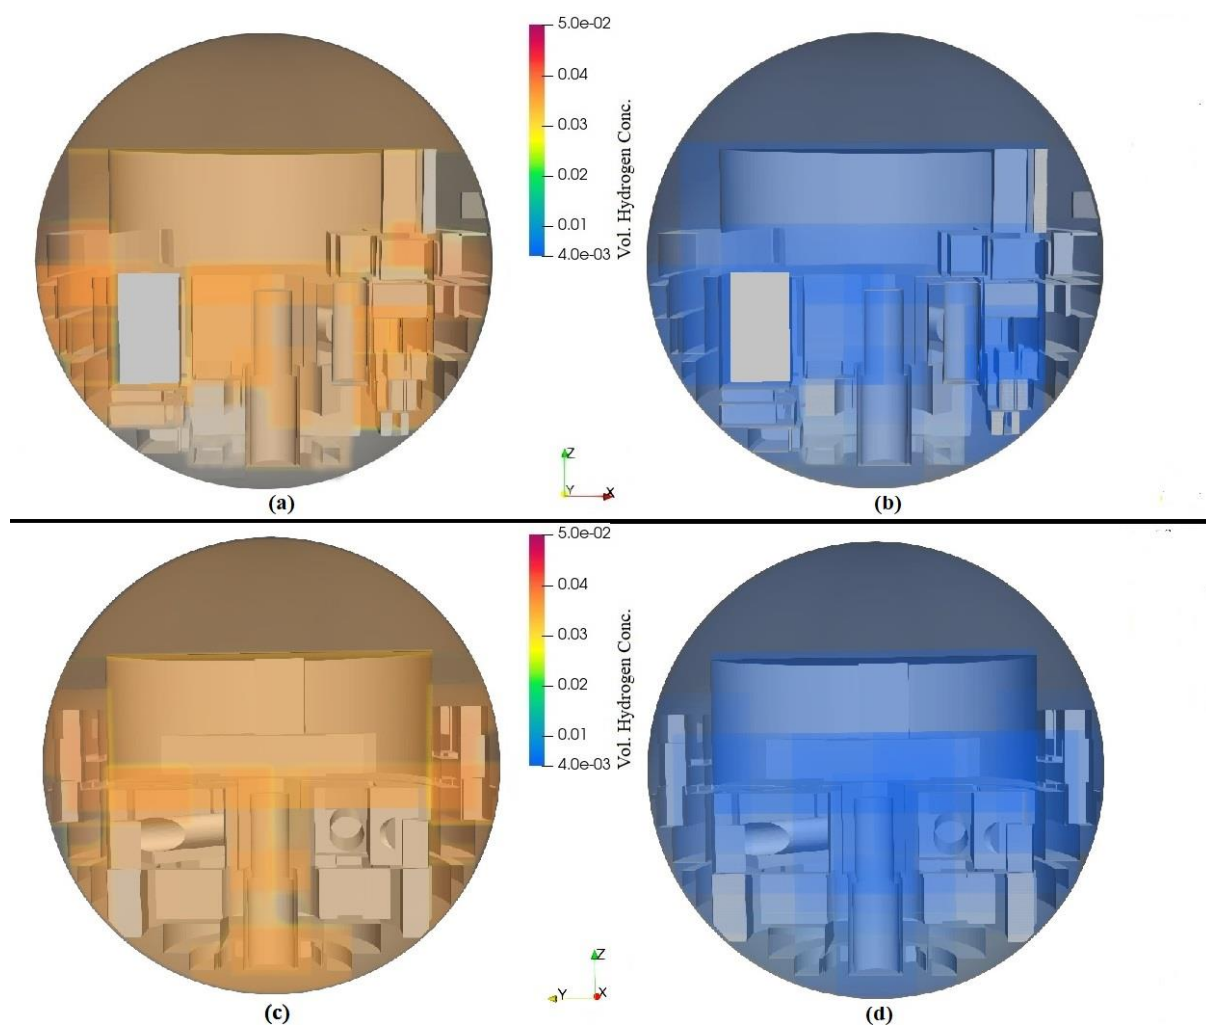 5.0e-02
0.04
0.03
0.02
0.01
4.0e-03
Vol. Hydrogen Conc.
Z
Y
X
(a)
(b)
5.0e-02
0.04
0.03
0.02
0.01
4.0e-03
Vol. Hydrogen Conc.
Z
Y
X
(c)
(d)